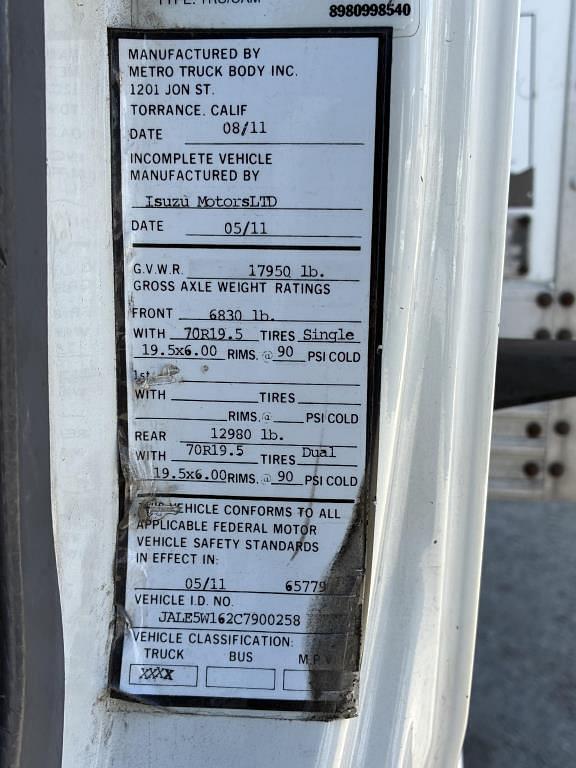 8980998540
MANUFACTURED BY
METRO TRUCK BODY INC.
1201 JON ST.
TORRANCE. CALIF
DATE 08/11
INCOMPLETE VEHICLE
MANUFACTURED BY
Isuzu MotorsLTD
DATE 05/11
G.V.W.R. 17950 lb.
GROSS AXLE WEIGHT RATINGS
FRONT 6830 lb.
WITH 70R19.5 TIRES Single
19.5x6.00 RIMS. @ 90 PSI COLD
1st
WITH TIRES
RIMS. @ PSI COLD
REAR 12980 lb.
WITH 70R19.5 TIRES Dual
19.5x6.00 RIMS. @ 90 PSI COLD
VEHICLE CONFORMS TO ALL
APPLICABLE FEDERAL MOTOR
VEHICLE SAFETY STANDARDS
IN EFFECT IN:
05/11 65779
VEHICLE I.D. NO.
JALE5W162C7900258
VEHICLE CLASSIFICATION:
TRUCK BUS M.P.V
XXXX